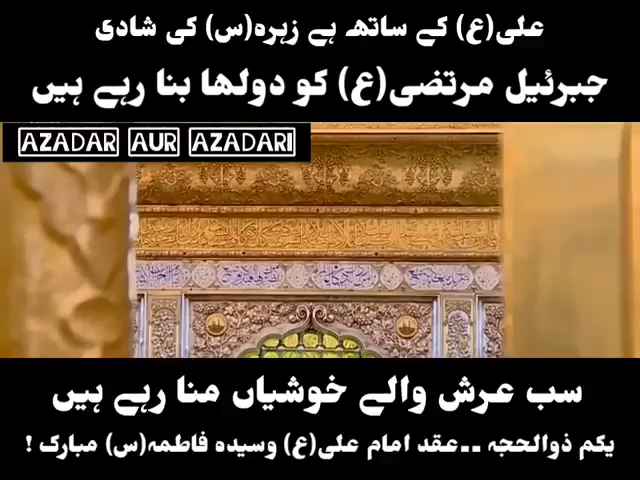 علی(ع) کے ساتھ ہے زہرہ(س) کی شادی
جبرئیل مرتضی(ع) کو دولھا بنا رہے ہیں
AZADAR AUR AZADARI
سب عرش والے خوشیاں منا رہے ہیں
یکم ذوالحجہ ۔۔عقد امام علی(ع) وسیدہ فاطمہ(س) مبارک !